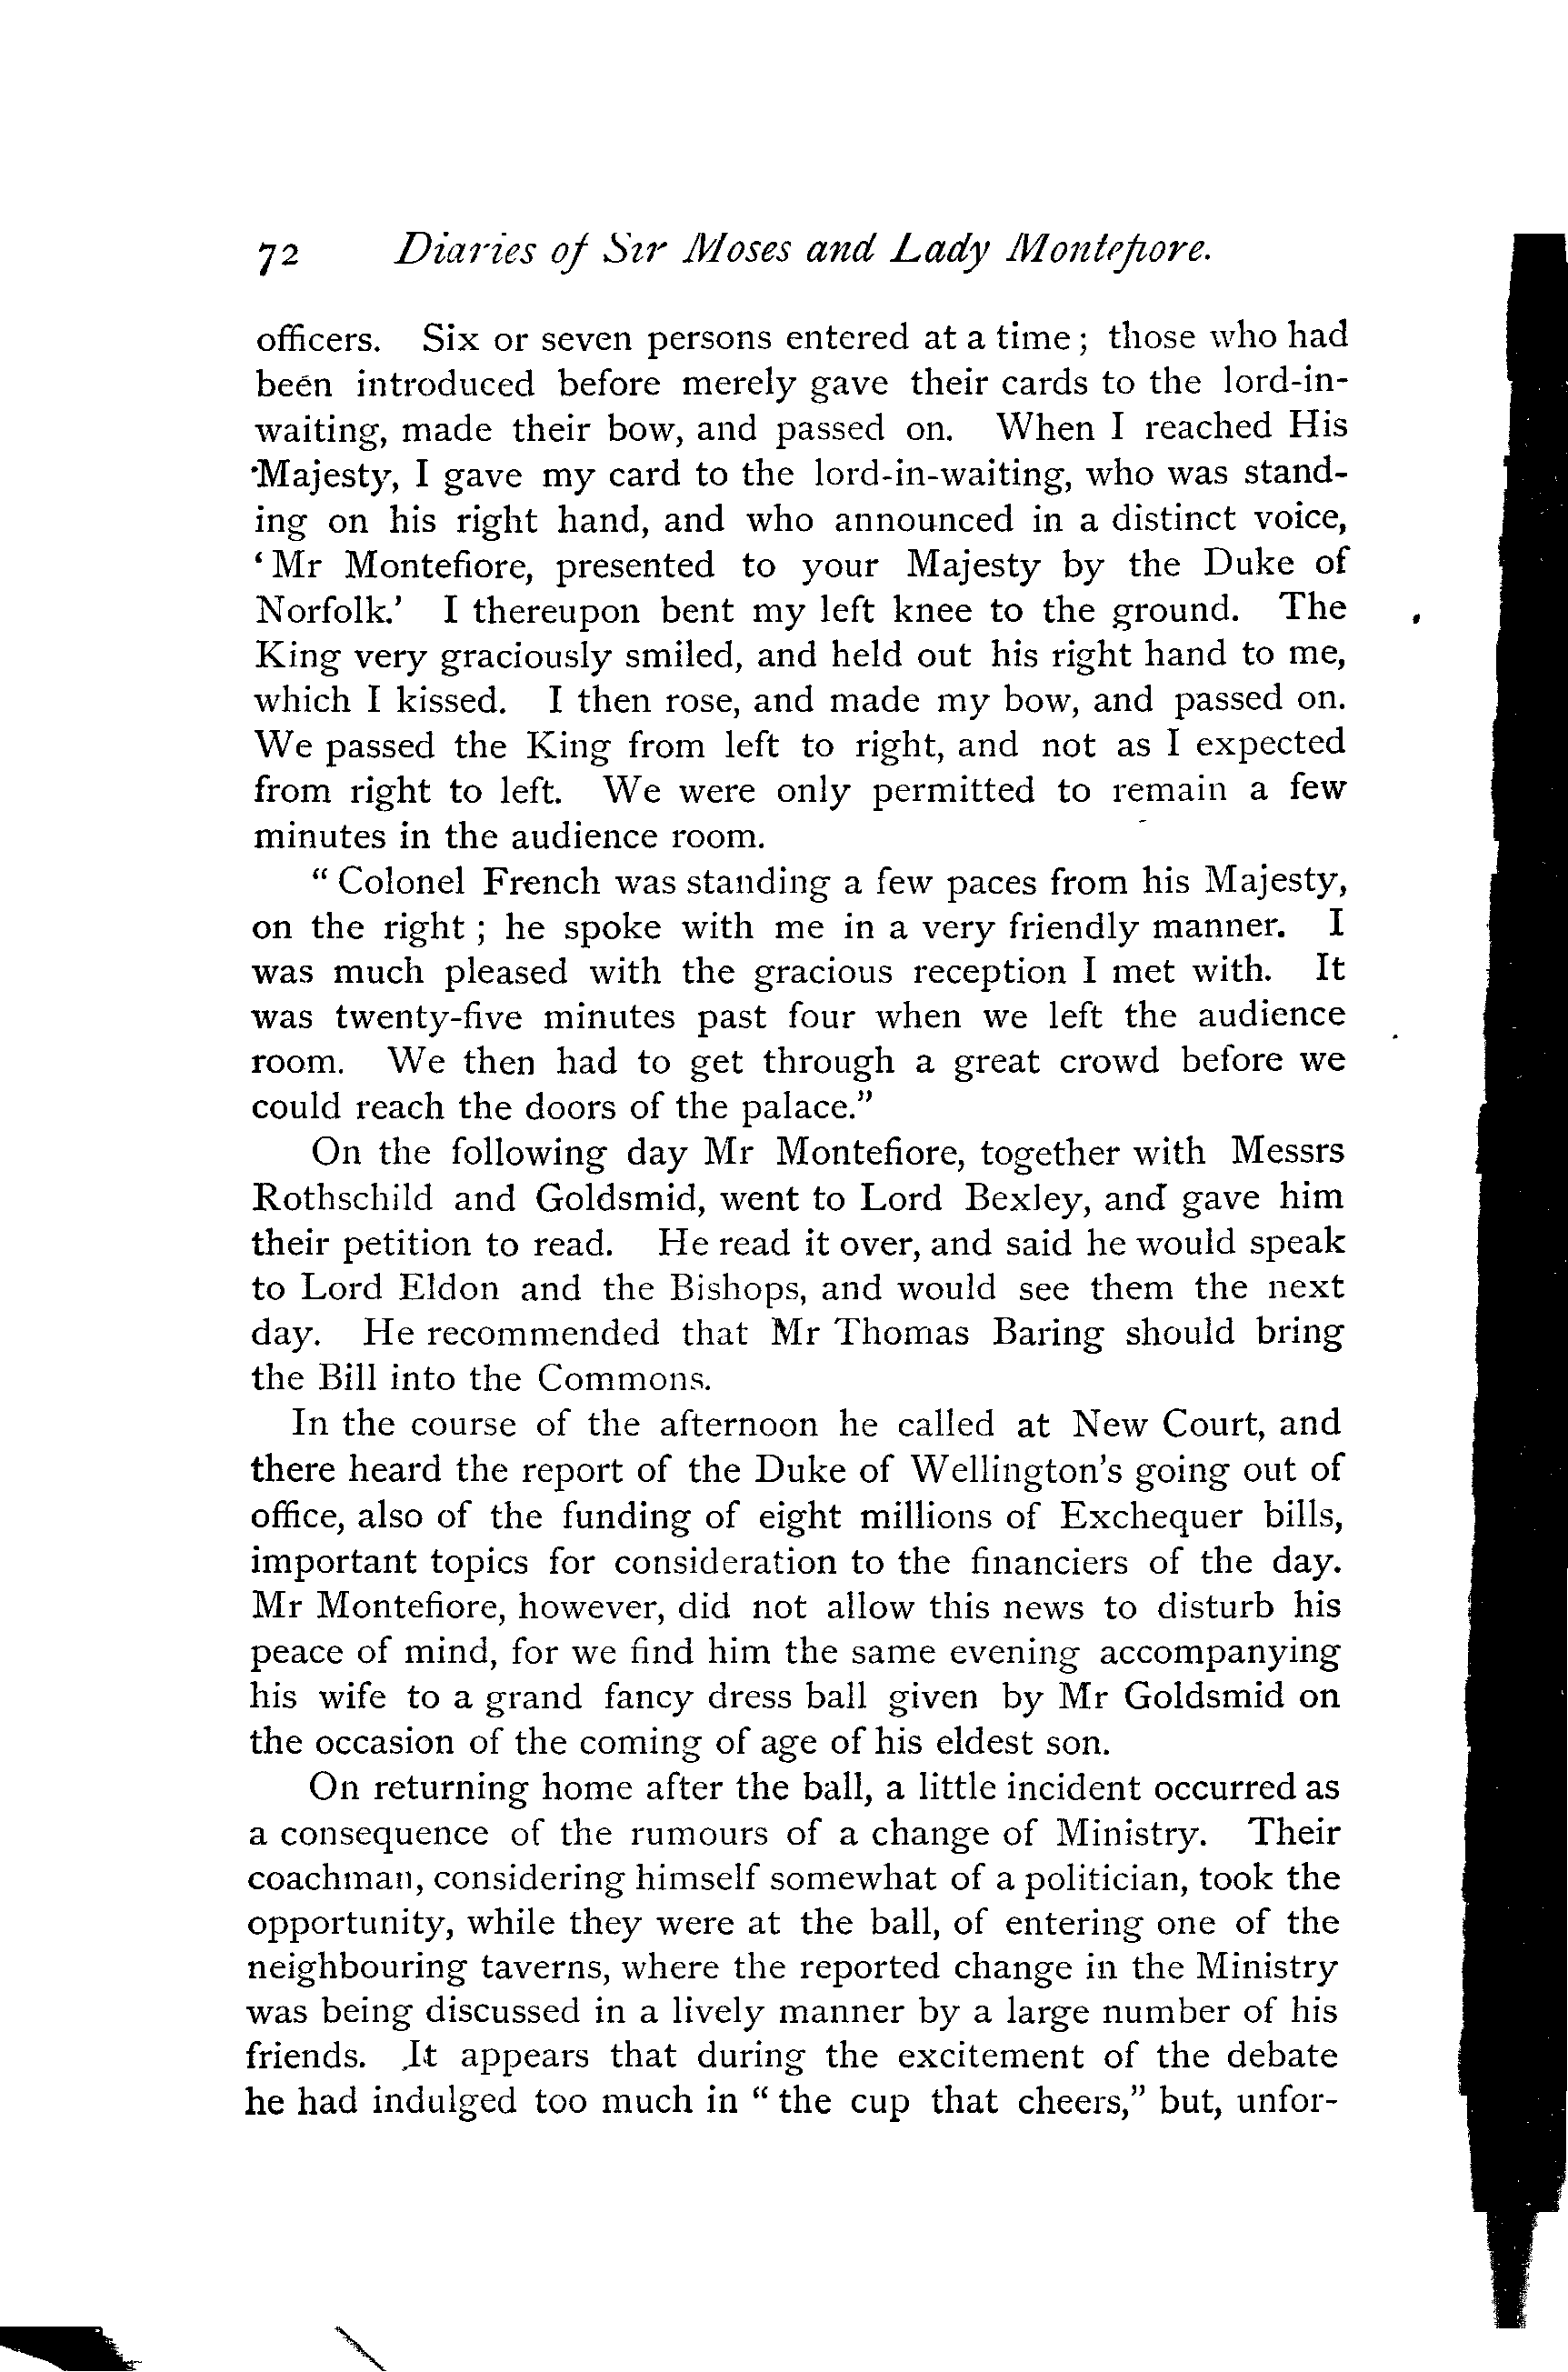 72 Diaries of Sir Moses and Lady Montefiore.
officers. Six or seven persons entered at a time; those who had
been introduced before merely gave their cards to the lord-in-
waiting, made their bow, and passed on. When I reached His
Majesty, I gave my card to the lord-in-waiting, who was stand-
ing on his right hand, and who announced in a distinct voice,
‘Mr Montefiore, presented to your Majesty by the Duke of
Norfolk.’ I thereupon bent my left knee to the ground. The
King very graciously smiled, and held out his right hand to me,
which I kissed. I then rose, and made my bow, and passed on.
We passed the King from left to right, and not as I expected
from right to left. We were only permitted to remain a few
minutes in the audience room.
“Colonel French was standing a few paces from his Majesty,
on the right; he spoke with me in a very friendly manner. I
was much pleased with the gracious reception I met with. It
was twenty-five minutes past four when we left the audience
room. We then had to get through a great crowd before we
could reach the doors of the palace.”
On the following day Mr Montefiore, together with Messrs
Rothschild and Goldsmid, went to Lord Bexley, and gave him
their petition to read. He read it over, and said he would speak
to Lord Eldon and the Bishops, and would see them the next
day. He recommended that Mr Thomas Baring should bring
the Bill into the Commons.
In the course of the afternoon he called at New Court, and
there heard the report of the Duke of Wellington’s going out of
office, also of the funding of eight millions of Exchequer bills,
important topics for consideration to the financiers of the day.
Mr Montefiore, however, did not allow this news to disturb his
peace of mind, for we find him the same evening accompanying
his wife to a grand fancy dress ball given by Mr Goldsmid on
the occasion of the coming of age of his eldest son.
On returning home after the ball, a little incident occurred as
a consequence of the rumours of a change of Ministry. Their
coachman, considering himself somewhat of a politician, took the
opportunity, while they were at the ball, of entering one of the
neighbouring taverns, where the reported change in the Ministry
was being discussed in a lively manner by a large number of his
friends. It appears that during the excitement of the debate
he had indulged too much in “the cup that cheers,” but, unfor-